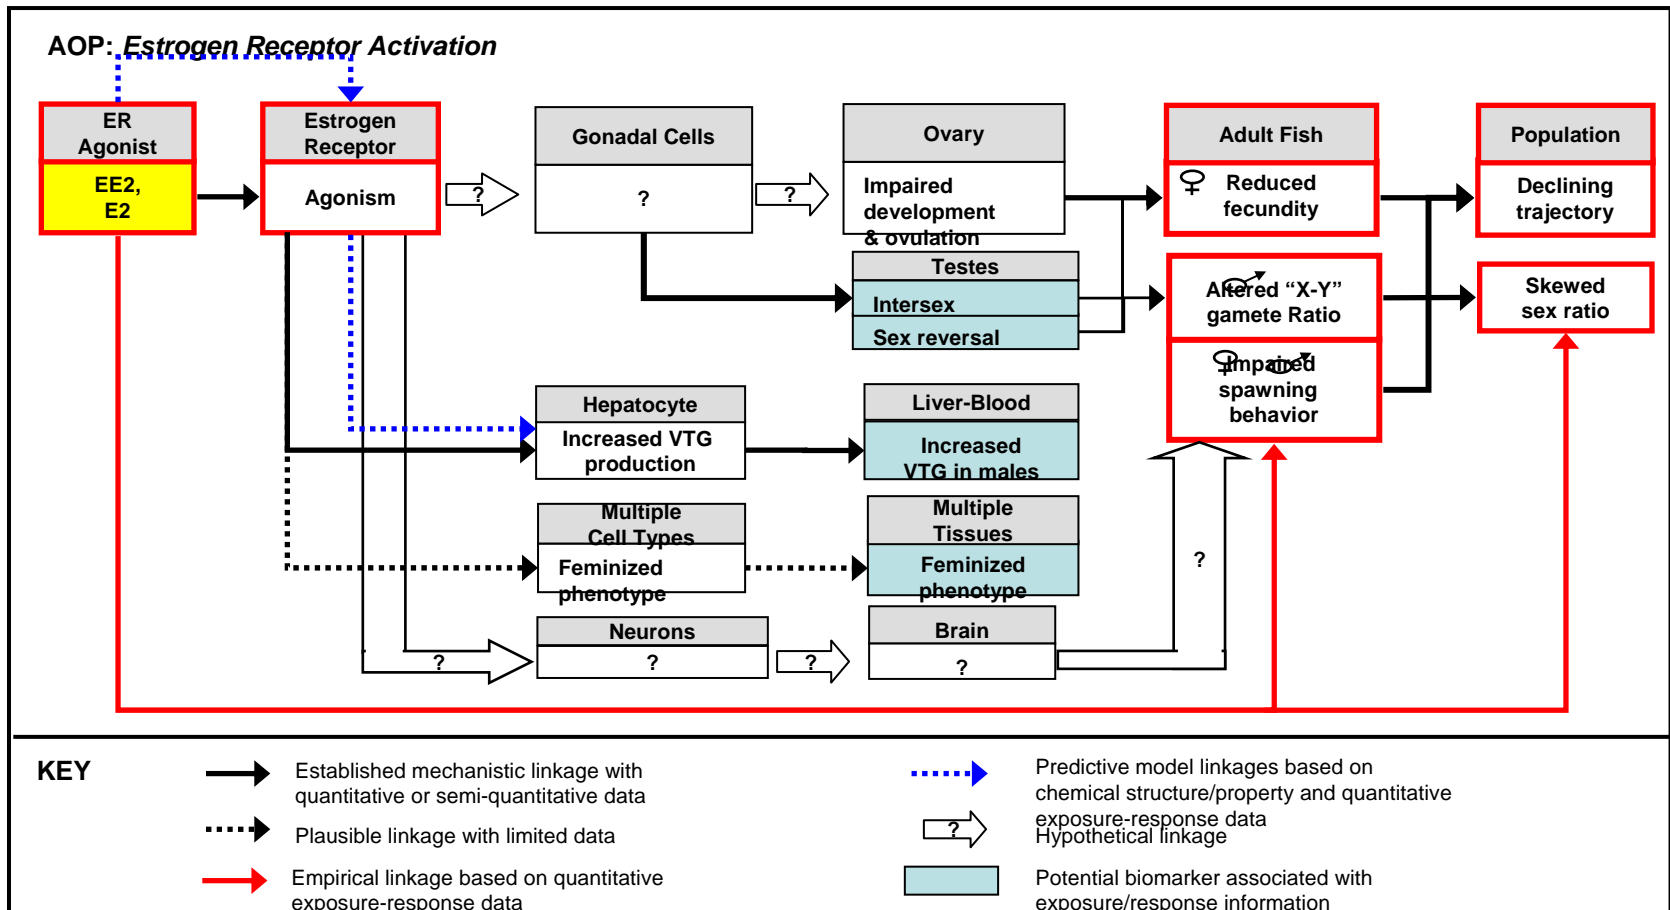 AOP: Estrogen Receptor Activation
ER
Agonist
EE2,
E2
Estrogen
Receptor
Agonism
?
Gonadal Cells
?
?
Ovary
Impaired
development
& ovulation
Testes
Intersex
Sex reversal
Adult Fish
♀ Reduced
fecundity
Altered “X-Y”
gamete Ratio
Impaired
spawning
behavior
Population
Declining
trajectory
Skewed
sex ratio
Hepatocyte
Increased VTG
production
Liver-Blood
Increased
VTG in males
Multiple
Cell Types
Feminized
phenotype
Multiple
Tissues
Feminized
phenotype
?
Neurons
?
?
Brain
?
?
KEY
Established mechanistic linkage with
quantitative or semi-quantitative data
Plausible linkage with limited data
Empirical linkage based on quantitative
exposure-response data
Predictive model linkages based on
chemical structure/property and quantitative
exposure-response data
?
Hypothetical linkage
Potential biomarker associated with
exposure/response information